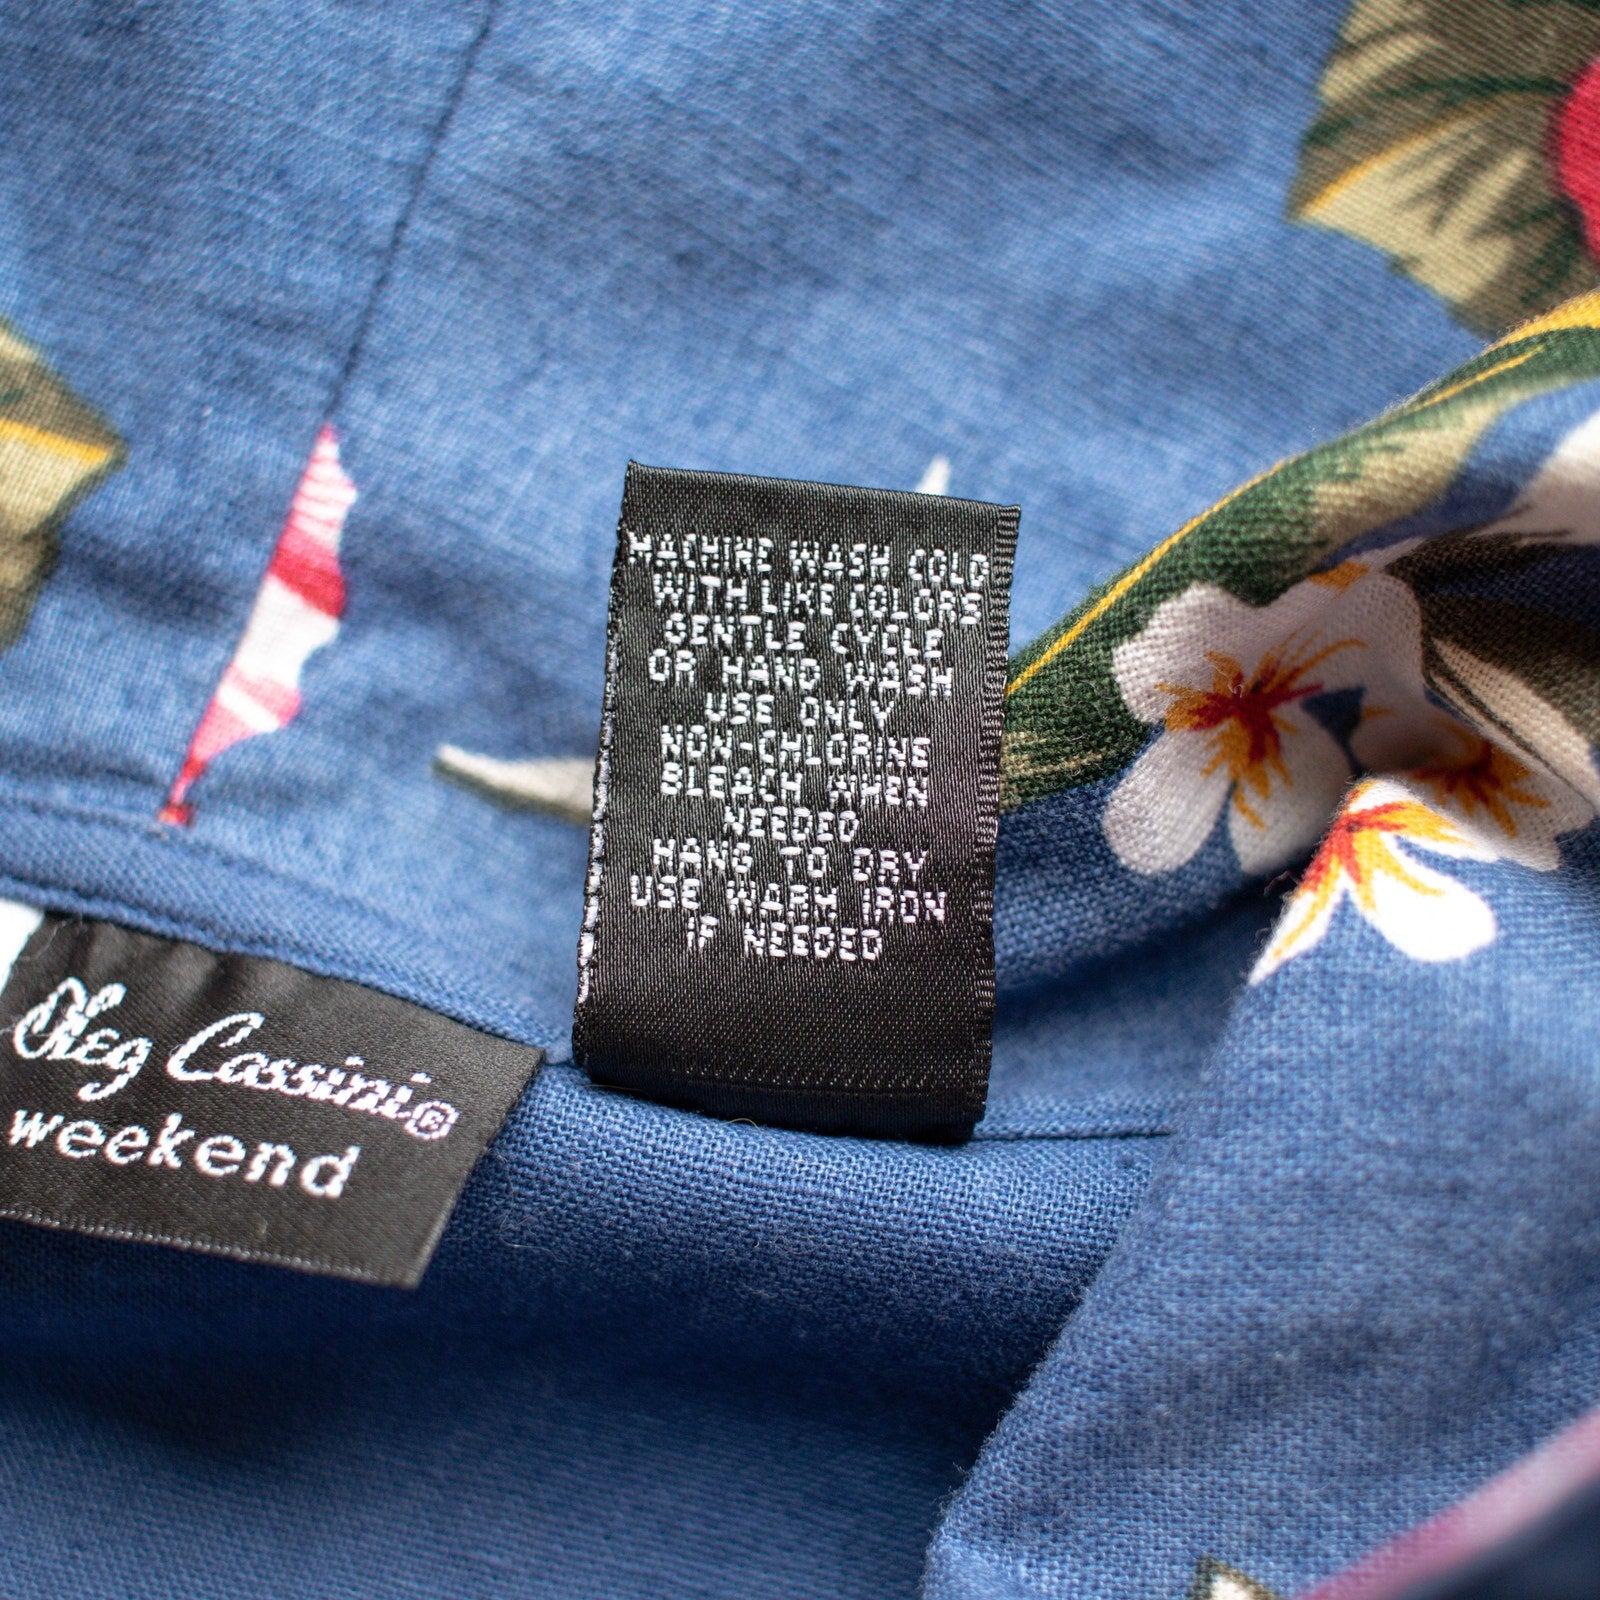 MACHINE WASH COLD
WITH LIKE COLORS
GENTLE CYCLE
OR HAND WASH
USE ONLY
NON-CHLORINE
BLEACH WHEN
NEEDED
HANG TO DRY
USE WARM IRON
IF NEEDED
Oleg Cassini®
weekend